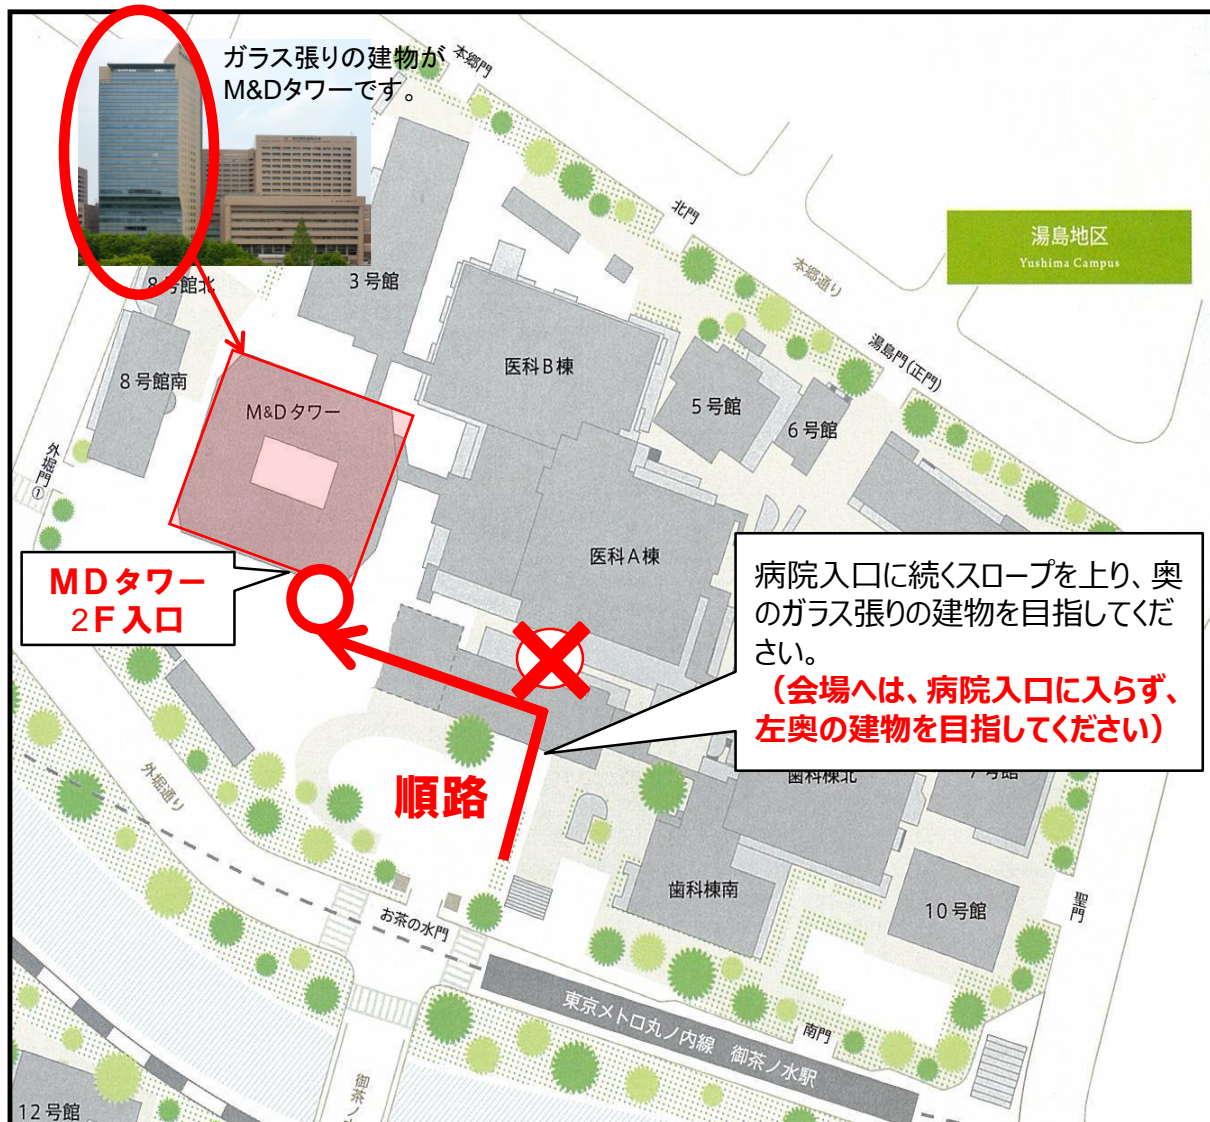 ガラス張りの建物が
M&Dタワーです。
本郷門
北門
本郷通り
湯島門(正門)
湯島地区
Yushima Campus
8号館北
3号館
8号館南
M&Dタワー
医科B棟
5号館
6号館
外堀門①
医科A棟
MDタワー
2F入口
病院入口に続くスロープを上り、奥
のガラス張りの建物を目指してくだ
さい。
（会場へは、病院入口に入らず、
左奥の建物を目指してください）
順路
外堀通り
歯科棟北
7号館
歯科棟南
10号館
聖門
お茶の水門
東京メトロ丸ノ内線 御茶ノ水駅
南門
御茶ノ
12号館